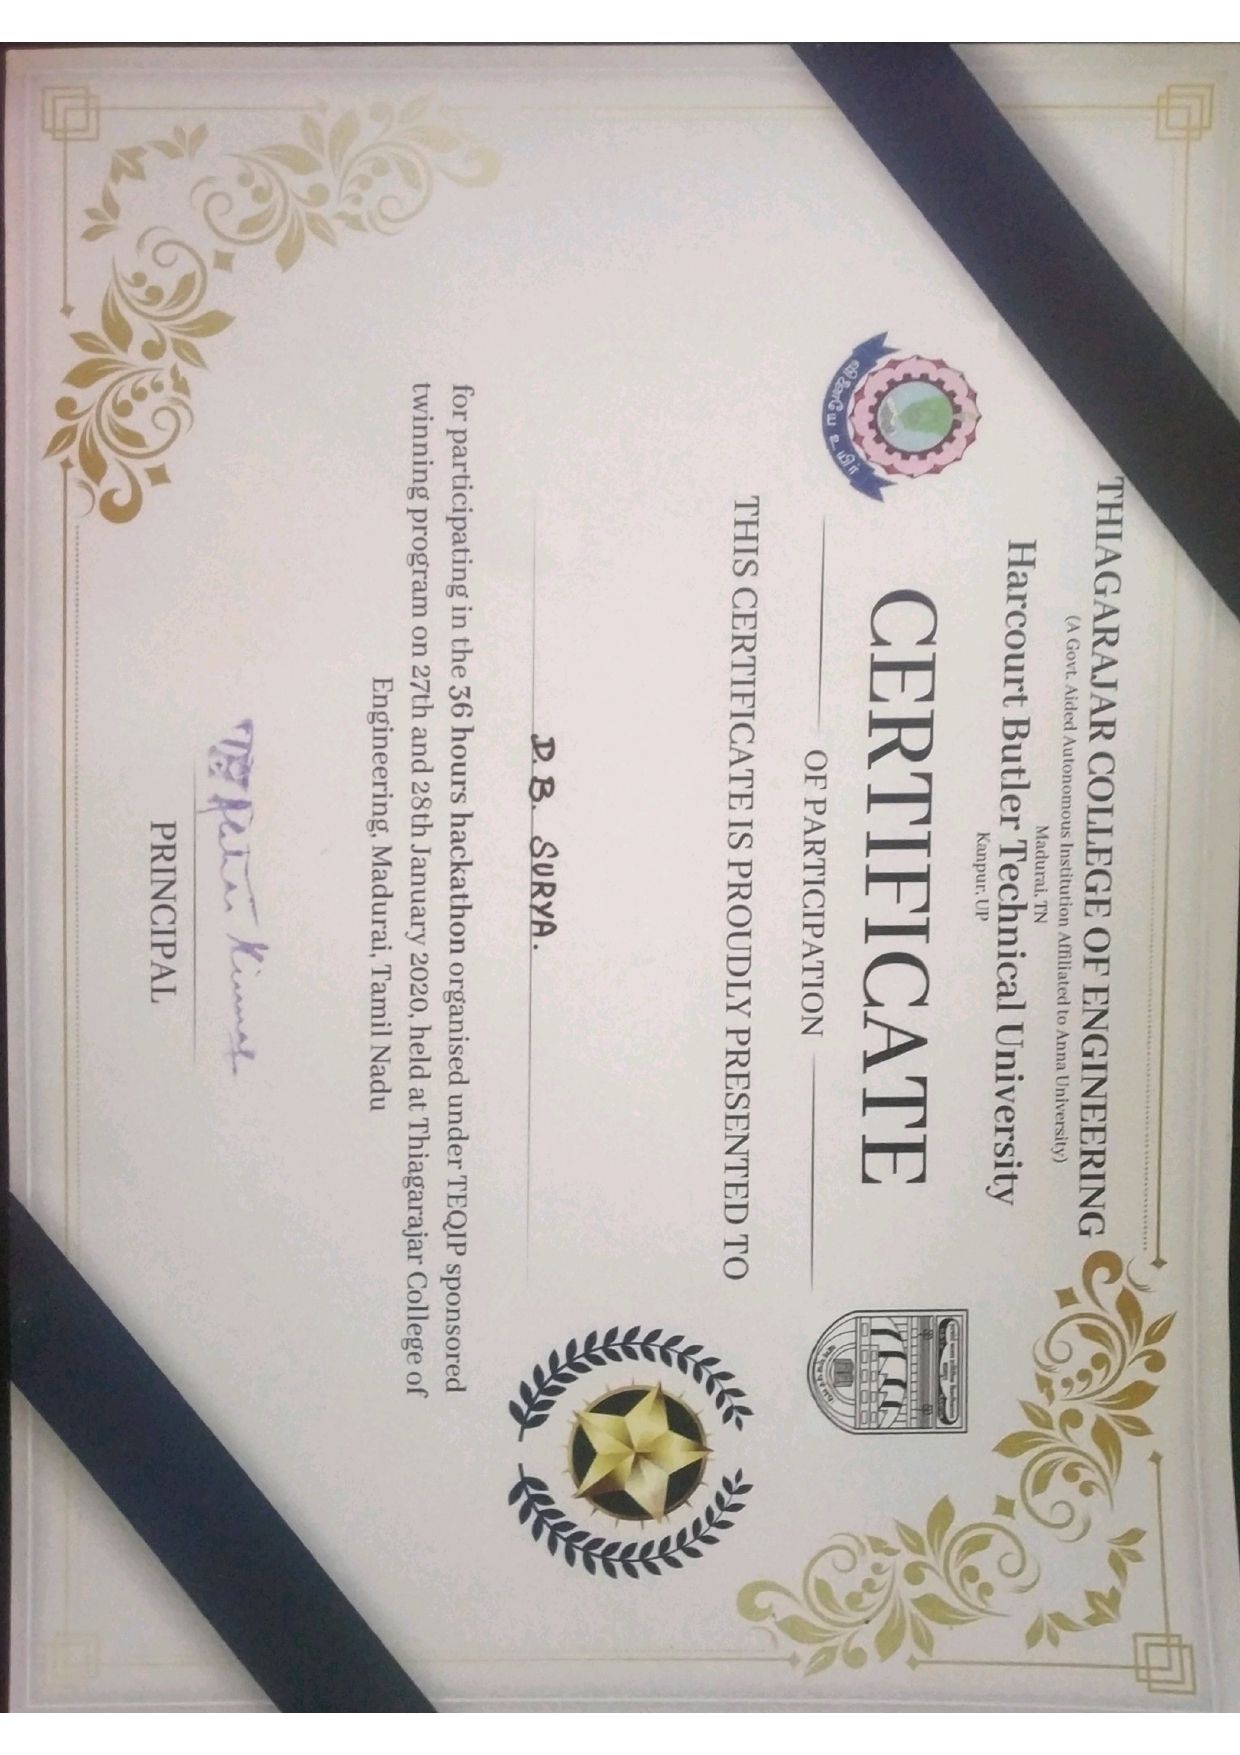 THIAGARAJAR COLLEGE OF ENGINEERING
(A Govt. Aided Autonomous Institution Affiliated to Anna University)
Madurai, TN
Harcourt Butler Technical University
Kanpur, UP
வினையே உயிர்
CERTIFICATE
OF PARTICIPATION
THIS CERTIFICATE IS PROUDLY PRESENTED TO
D.B. SURYA.
for participating in the 36 hours hackathon organised under TEQIP sponsored
twinning program on 27th and 28th January 2020, held at Thiagarajar College of
Engineering, Madurai, Tamil Nadu
PRINCIPAL